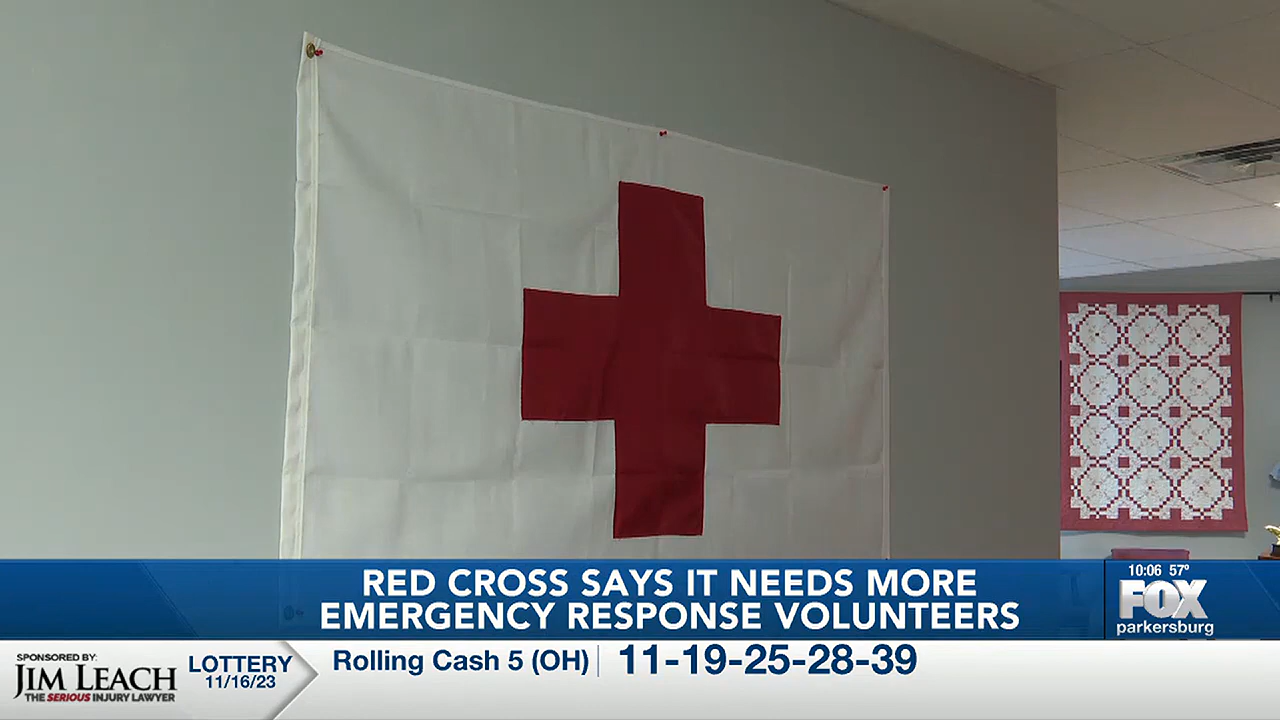 RED CROSS SAYS IT NEEDS MORE
EMERGENCY RESPONSE VOLUNTEERS
10:06 57°
FOX
parkersburg
SPONSORED BY:
JIM LEACH
THE SERIOUS INJURY LAWYER
LOTTERY
11/16/23
Rolling Cash 5 (OH) 11-19-25-28-39